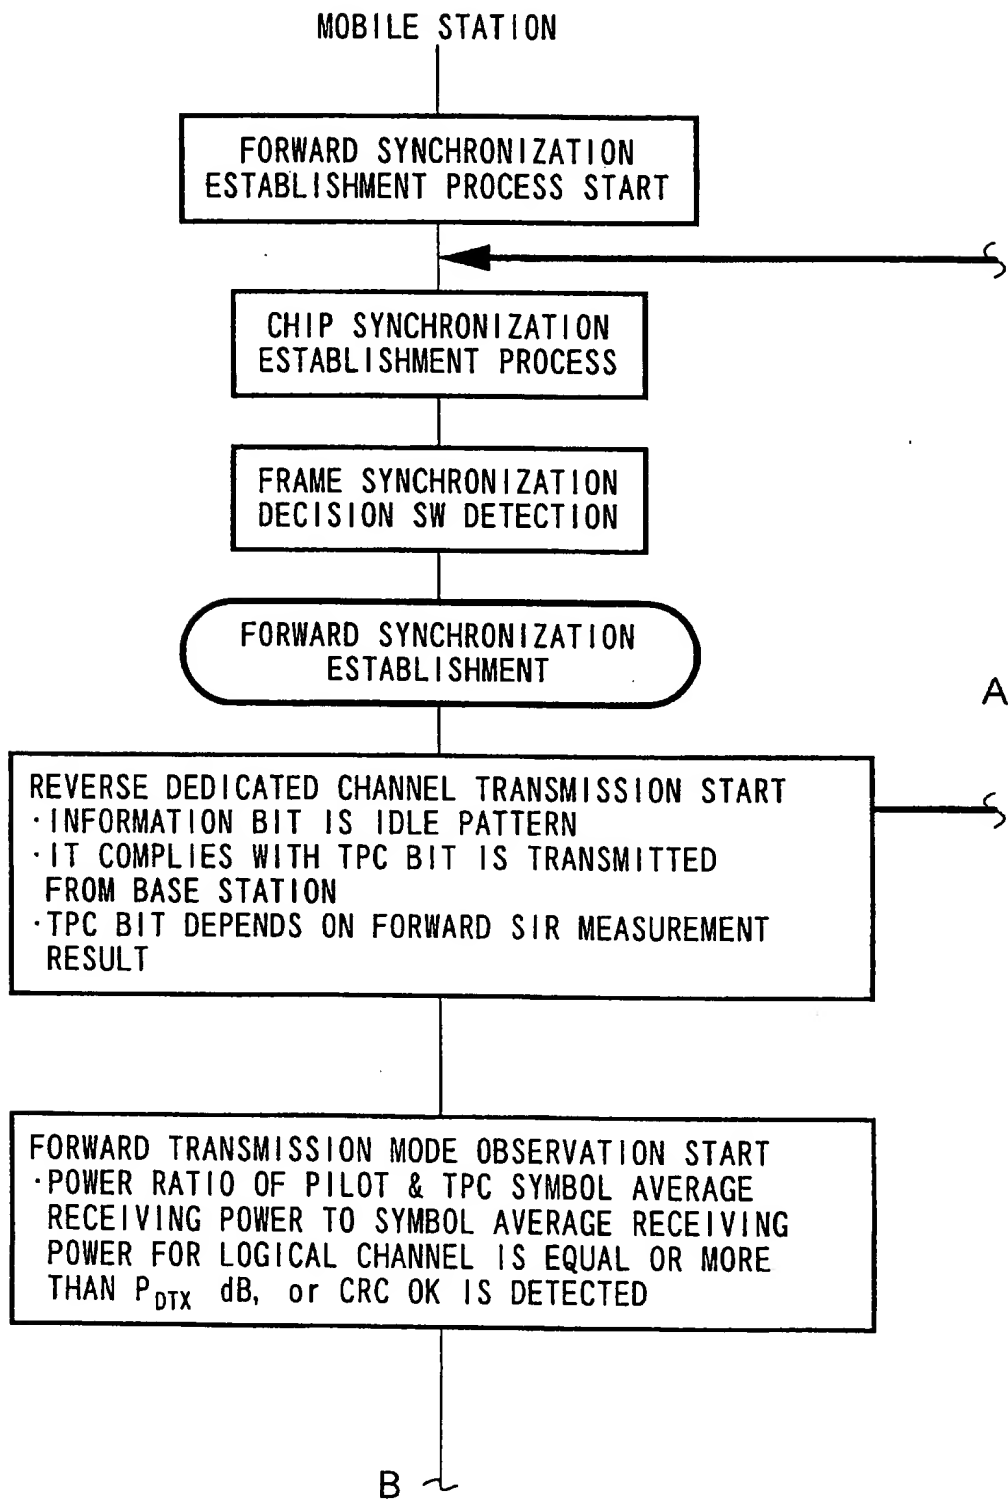 MOBILE STATION
FORWARD SYNCHRONIZATION
ESTABLISHMENT PROCESS START
CHIP SYNCHRONIZATION
ESTABLISHMENT PROCESS
FRAME SYNCHRONIZATION
DECISION SW DETECTION
FORWARD SYNCHRONIZATION
ESTABLISHMENT
A
REVERSE DEDICATED CHANNEL TRANSMISSION START
·INFORMATION BIT IS IDLE PATTERN
·IT COMPLIES WITH TPC BIT IS TRANSMITTED
FROM BASE STATION
·TPC BIT DEPENDS ON FORWARD SIR MEASUREMENT
RESULT
FORWARD TRANSMISSION MODE OBSERVATION START
·POWER RATIO OF PILOT & TPC SYMBOL AVERAGE
RECEIVING POWER TO SYMBOL AVERAGE RECEIVING
POWER FOR LOGICAL CHANNEL IS EQUAL OR MORE
THAN P_DTX dB, or CRC OK IS DETECTED
B